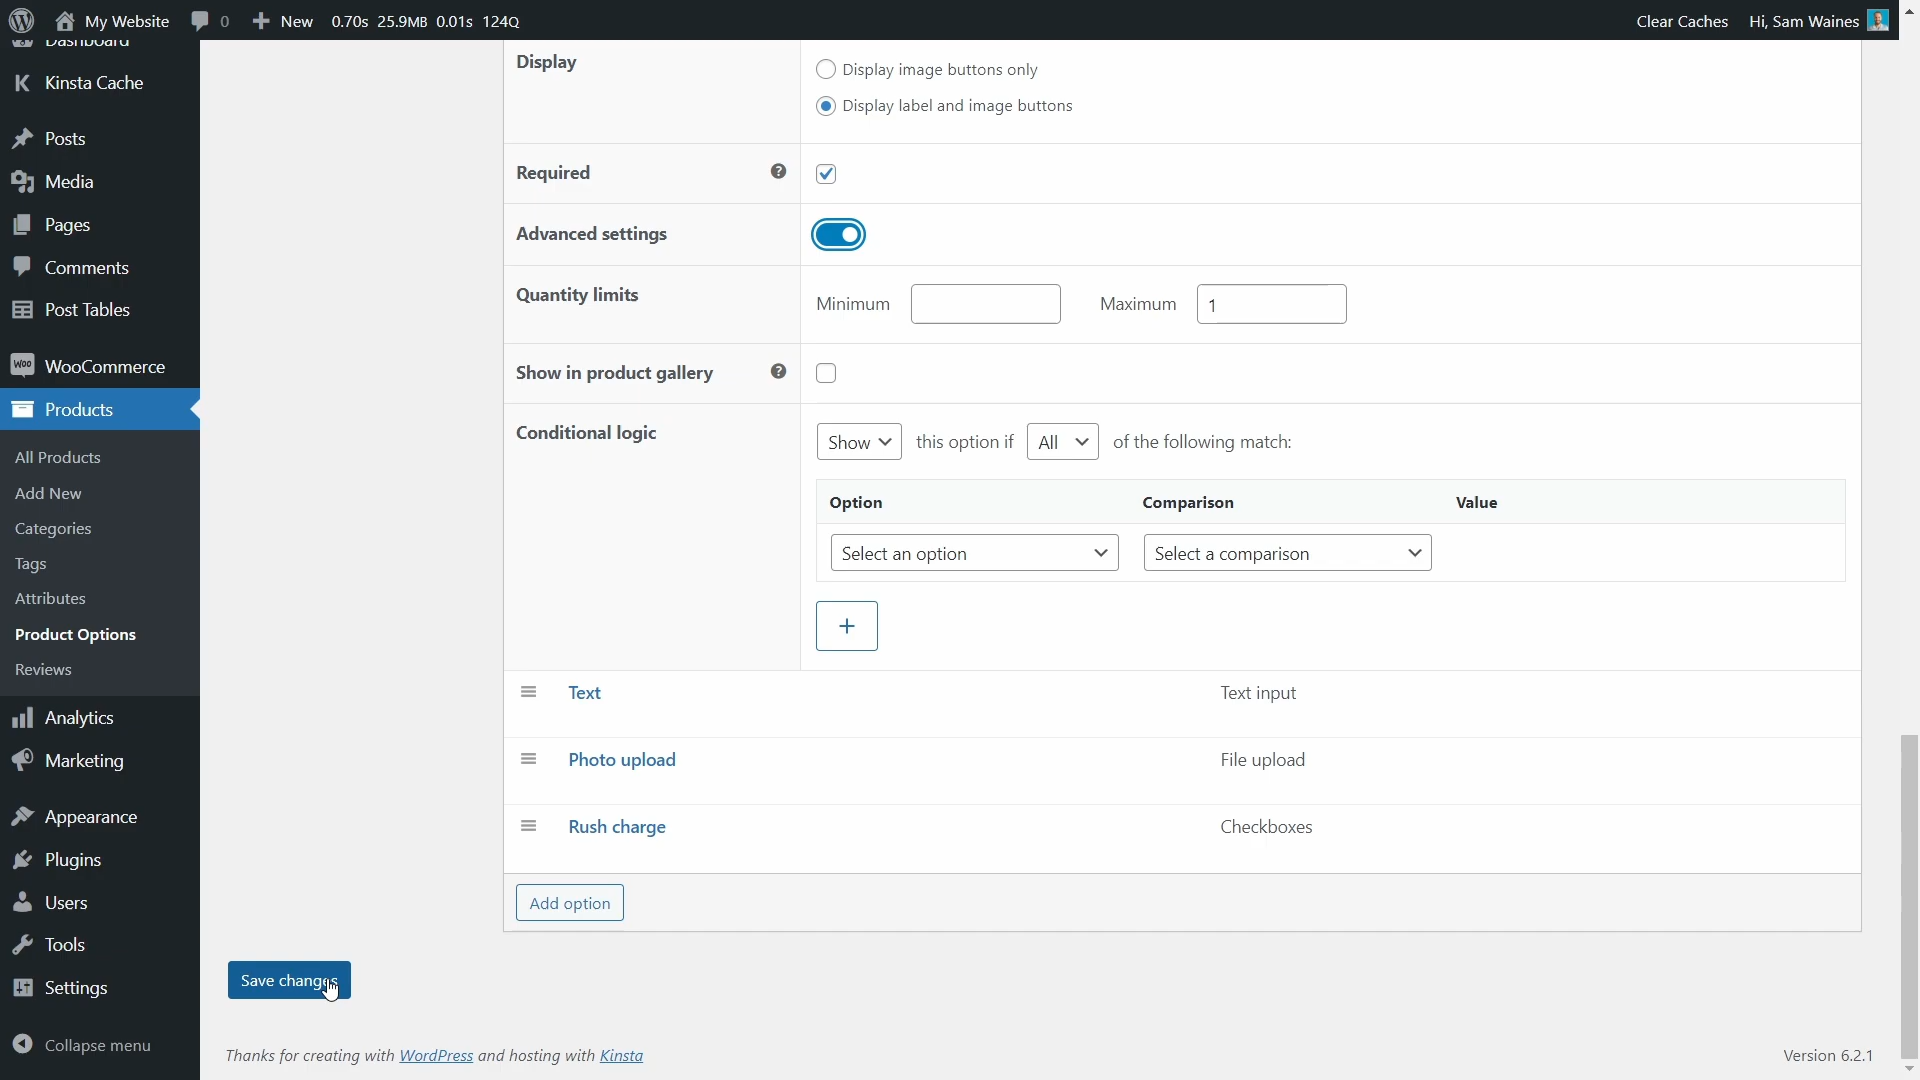 My Website 0 New 0.70s 25.9MB 0.01s 124Q Clear Caches Hi, Sam Waines
Dashboard
Kinsta Cache
Posts
Media
Pages
Comments
Post Tables
Woo WooCommerce
Products
All Products
Add New
Categories
Tags
Attributes
Product Options
Reviews
Analytics
Marketing
Appearance
Plugins
Users
Tools
Settings
Collapse menu
Display
Display image buttons only
Display label and image buttons
Required ?
Advanced settings
Quantity limits Minimum Maximum 1
Show in product gallery ?
Conditional logic Show this option if All of the following match:
Option Comparison Value
Select an option Select a comparison
+
Text Text input
Photo upload File upload
Rush charge Checkboxes
Add option
Save changes
Thanks for creating with WordPress and hosting with Kinsta Version 6.2.1